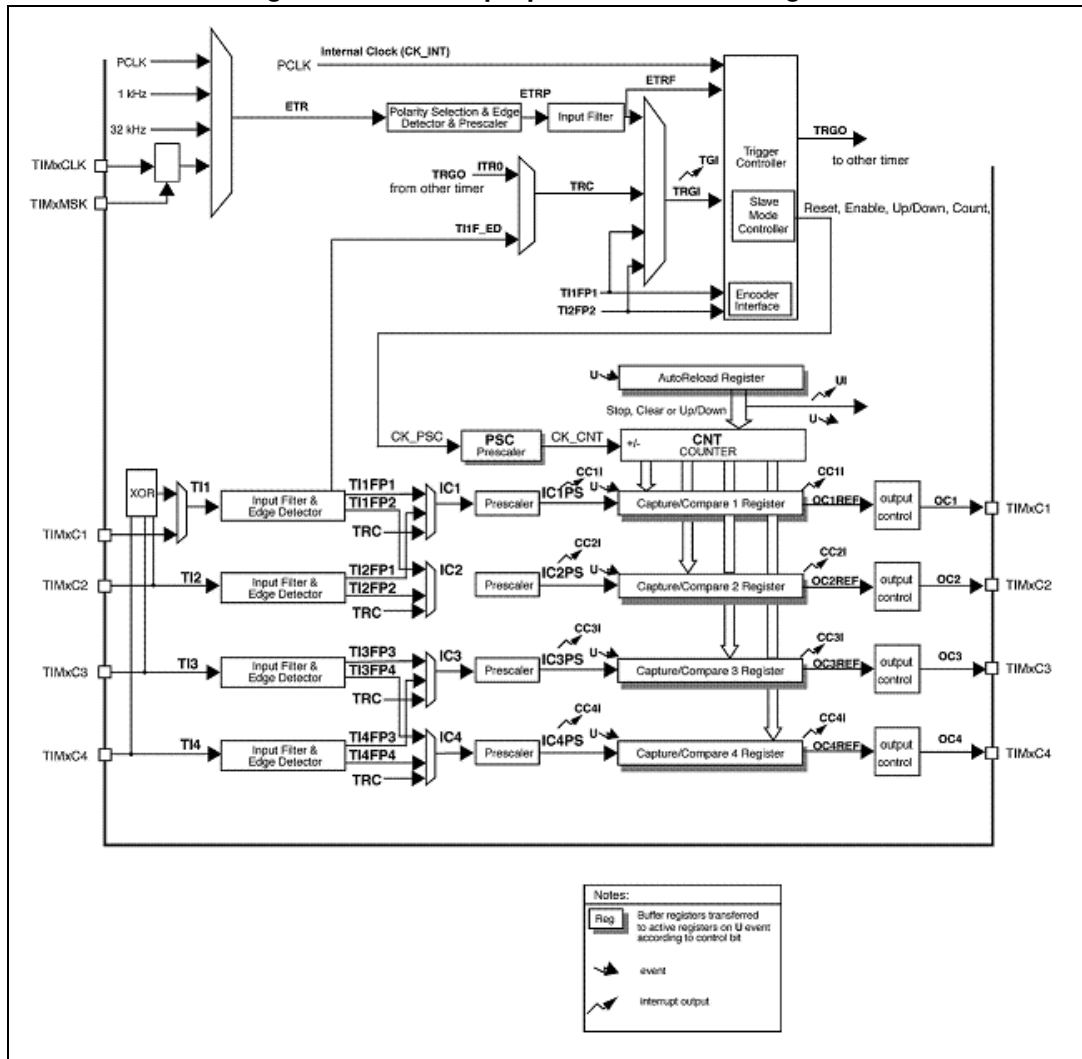 PCLK
1 kHz
32 kHz
TIMxCLK
TIMxMSK
Internal Clock (CK_INT)
PCLK
ETR
Polarity Selection & Edge
Detector & Prescaler
ETRP
Input Filter
ETRF
TRGO
from other timer
ITR0
TRC
TI1F_ED
TGI
TRGI
TI1FP1
TI2FP2
Trigger
Controller
Slave
Mode
Controller
Encoder
Interface
TRGO
to other timer
Reset, Enable, Up/Down, Count,
U
AutoReload Register
UI
U
Stop, Clear or Up/Down
CK_PSC
PSC
Prescaler
CK_CNT
+/-
CNT
COUNTER
XOR
TI1
Input Filter &
Edge Detector
TI1FP1
TI1FP2
TRC
IC1
Prescaler
IC1PS
CC1I
U
Capture/Compare 1 Register
CC1I
OC1REF
output
control
OC1
TIMxC1
TIMxC1
TIMxC2
TI2
Input Filter &
Edge Detector
TI2FP1
TI2FP2
TRC
IC2
Prescaler
IC2PS
CC2I
U
Capture/Compare 2 Register
CC2I
OC2REF
output
control
OC2
TIMxC2
TIMxC3
TI3
Input Filter &
Edge Detector
TI3FP3
TI3FP4
TRC
IC3
Prescaler
IC3PS
CC3I
U
Capture/Compare 3 Register
CC3I
OC3REF
output
control
OC3
TIMxC3
TIMxC4
TI4
Input Filter &
Edge Detector
TI4FP3
TI4FP4
TRC
IC4
Prescaler
IC4PS
CC4I
U
Capture/Compare 4 Register
CC4I
OC4REF
output
control
OC4
TIMxC4
Notes:
Reg
Buffer registers transferred
to active registers on U event
according to control bit
event
interrupt output